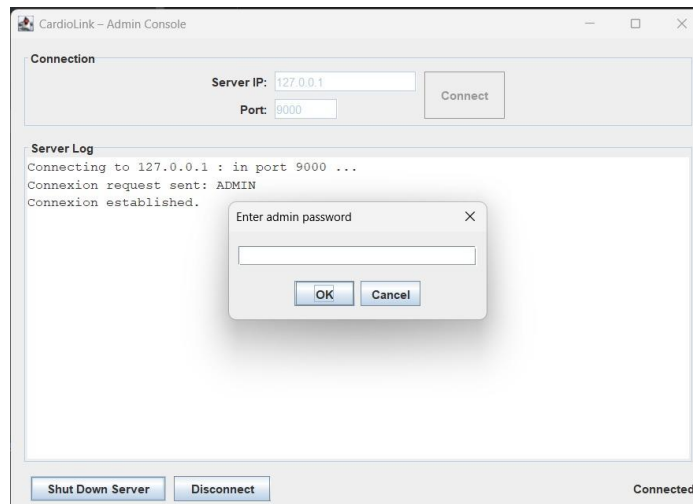 CardioLink – Admin Console
Connection
Server IP: 127.0.0.1
Port: 9000
Connect
Server Log
Connecting to 127.0.0.1 : in port 9000 ...
Connexion request sent: ADMIN
Connexion established.
Enter admin password
OK Cancel
Shut Down Server Disconnect Connected